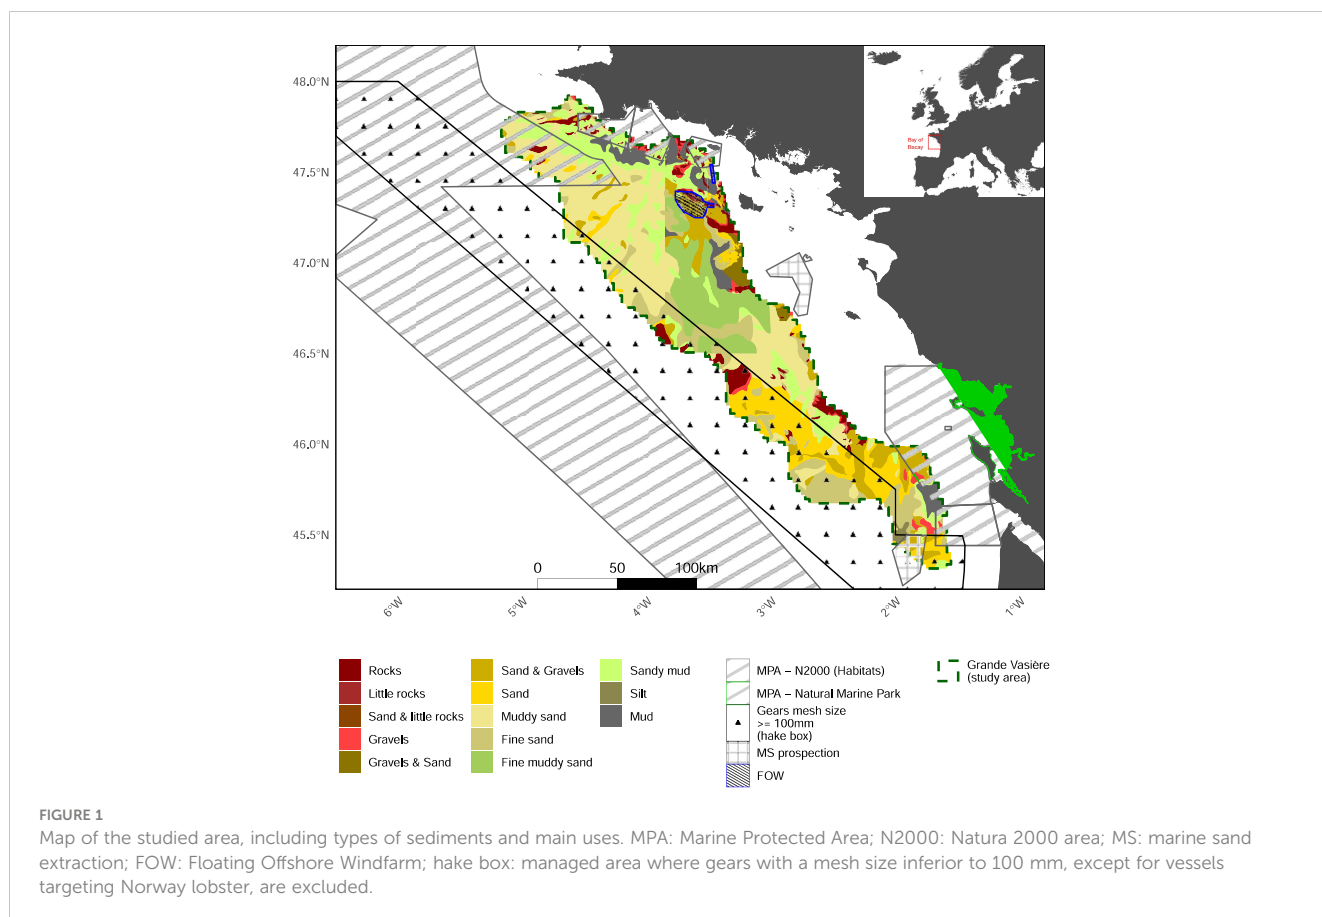 Bay of
Biscay
48.0°N
47.5°N
47.0°N
46.5°N
46.0°N
45.5°N
0 50 100km
6°W 5°W 4°W 3°W 2°W 1°W
Rocks
Little rocks
Sand & little rocks
Gravels
Gravels & Sand
Sand & Gravels
Sand
Muddy sand
Fine sand
Fine muddy sand
Sandy mud
Silt
Mud
MPA – N2000 (Habitats)
MPA – Natural Marine Park
Gears mesh size
>= 100mm
(hake box)
MS prospection
FOW
Grande Vasière
(study area)
FIGURE 1
Map of the studied area, including types of sediments and main uses. MPA: Marine Protected Area; N2000: Natura 2000 area; MS: marine sand
extraction; FOW: Floating Offshore Windfarm; hake box: managed area where gears with a mesh size inferior to 100 mm, except for vessels
targeting Norway lobster, are excluded.